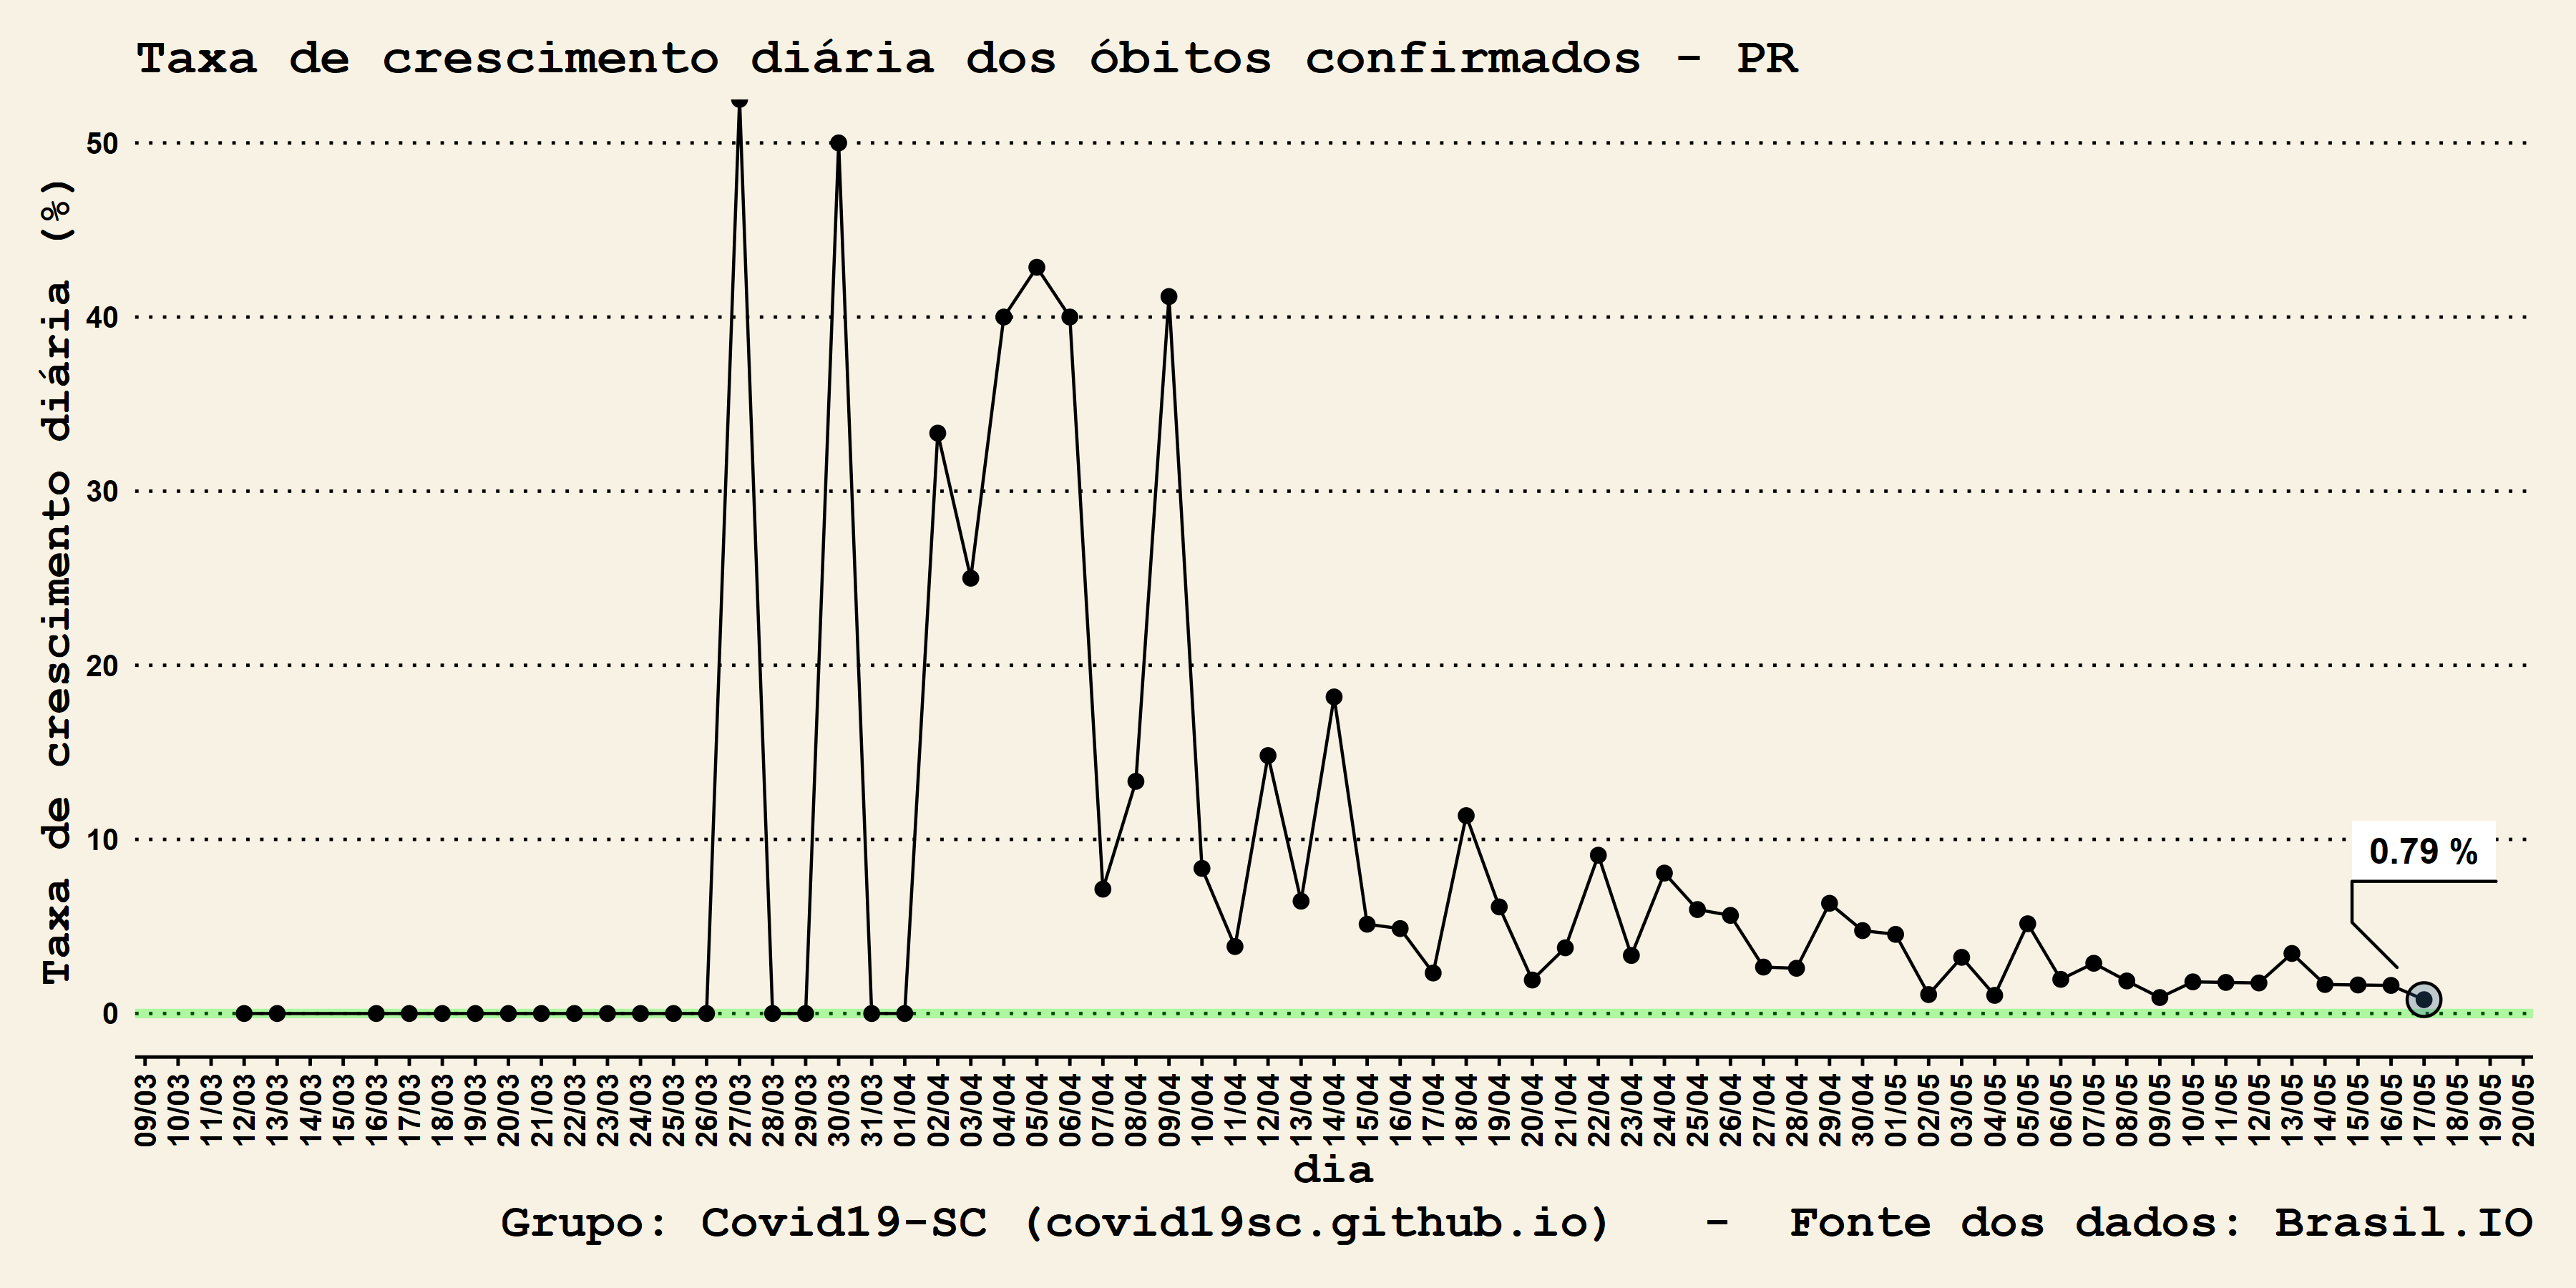 Taxa de crescimento diária dos óbitos confirmados - PR
Taxa de crescimento diária (%)
50
40
30
20
10
0
0.79 %
09/03 10/03 11/03 12/03 13/03 14/03 15/03 16/03 17/03 18/03 19/03 20/03 21/03 22/03 23/03 24/03 25/03 26/03 27/03 28/03 29/03 30/03 31/03 01/04 02/04 03/04 04/04 05/04 06/04 07/04 08/04 09/04 10/04 11/04 12/04 13/04 14/04 15/04 16/04 17/04 18/04 19/04 20/04 21/04 22/04 23/04 24/04 25/04 26/04 27/04 28/04 29/04 30/04 01/05 02/05 03/05 04/05 05/05 06/05 07/05 08/05 09/05 10/05 11/05 12/05 13/05 14/05 15/05 16/05 17/05 18/05 19/05 20/05
dia
Grupo: Covid19-SC (covid19sc.github.io) - Fonte dos dados: Brasil.IO